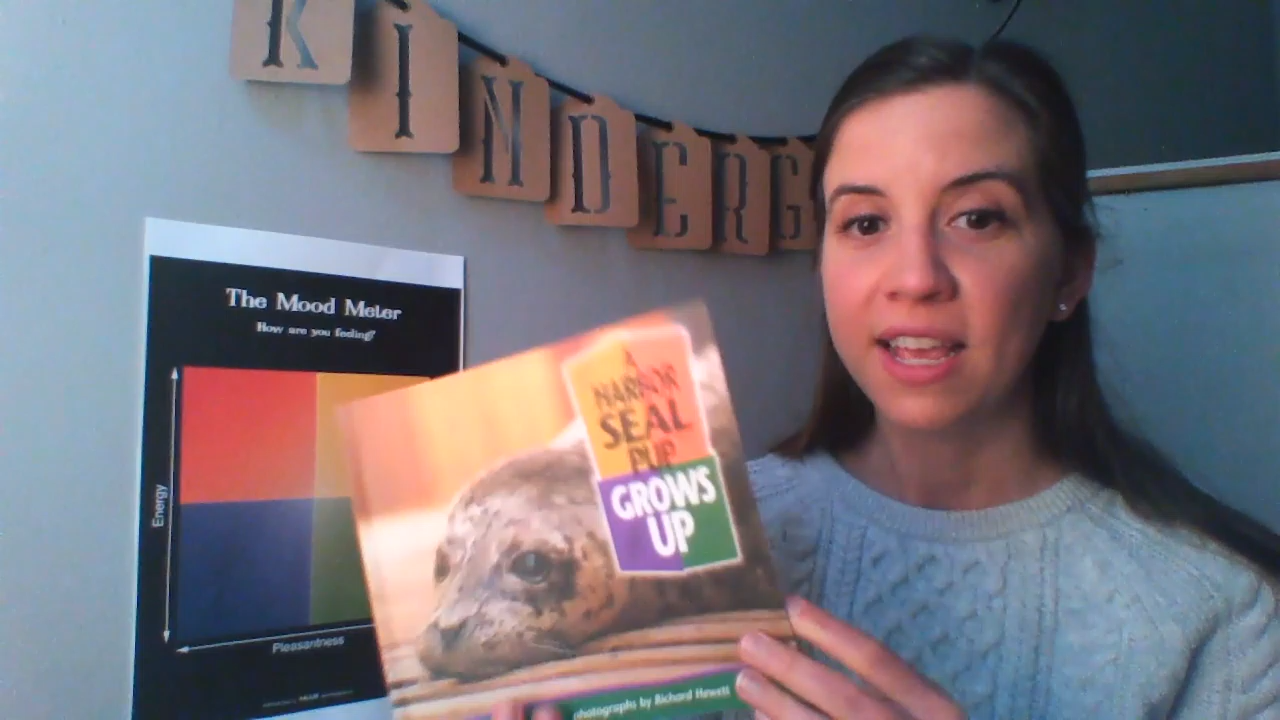 KINDERG
The Mood Meter
How are you feeling?
Energy
Pleasantness
A
HARBOR
SEAL
PUP
GROWS
UP
photographs by Richard Hewett